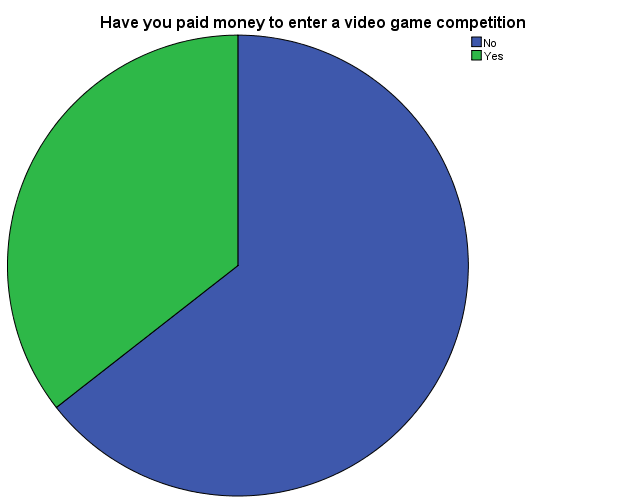 Have you paid money to enter a video game competition
No
Yes